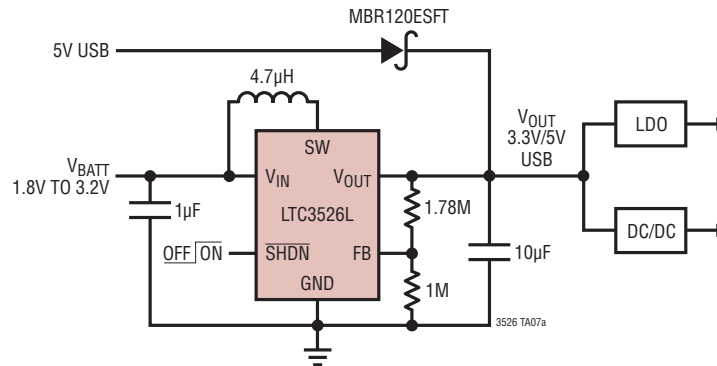 MBR120ESFT
5V USB
4.7µH
SW
V_BATT
1.8V TO 3.2V
V_IN
V_OUT
LTC3526L
1µF
OFF ON
SHDN
FB
GND
1.78M
1M
10µF
V_OUT
3.3V/5V
USB
LDO
DC/DC
3526 TA07a